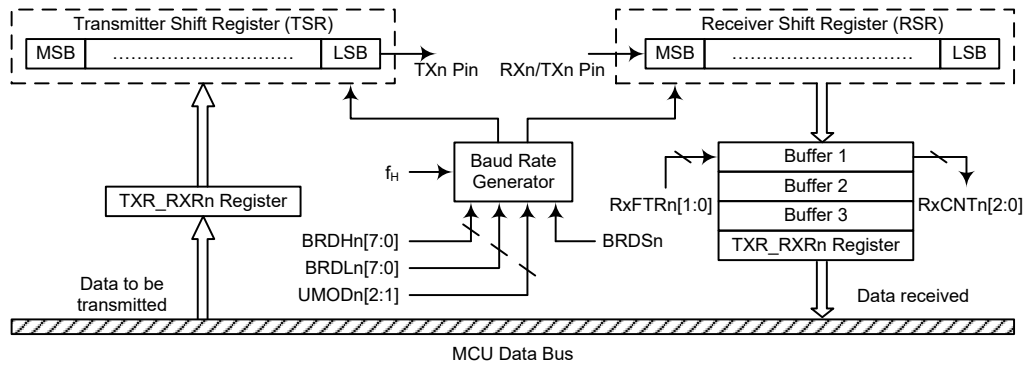 Transmitter Shift Register (TSR)
MSB ………………………… LSB
TXn Pin
Receiver Shift Register (RSR)
RXn/TXn Pin
MSB ………………………… LSB
TXR_RXRn Register
fH
Baud Rate
Generator
BRDHn[7:0]
BRDLn[7:0]
UMODn[2:1]
BRDSn
RxFTRn[1:0]
Buffer 1
Buffer 2
Buffer 3
TXR_RXRn Register
RxCNTn[2:0]
Data to be
transmitted
Data received
MCU Data Bus